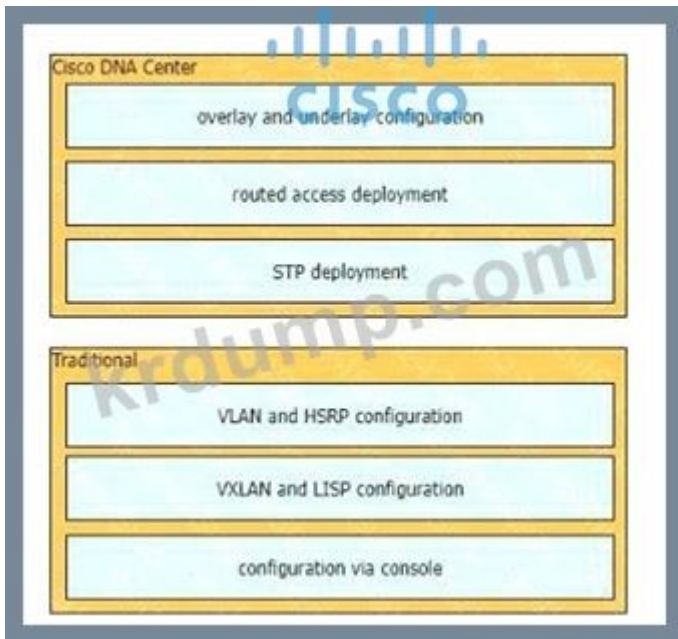 Cisco DNA Center
CISCO
overlay and underlay configuration
routed access deployment
STP deployment
krdump.com
Traditional
VLAN and HSRP configuration
VXLAN and LISP configuration
configuration via console